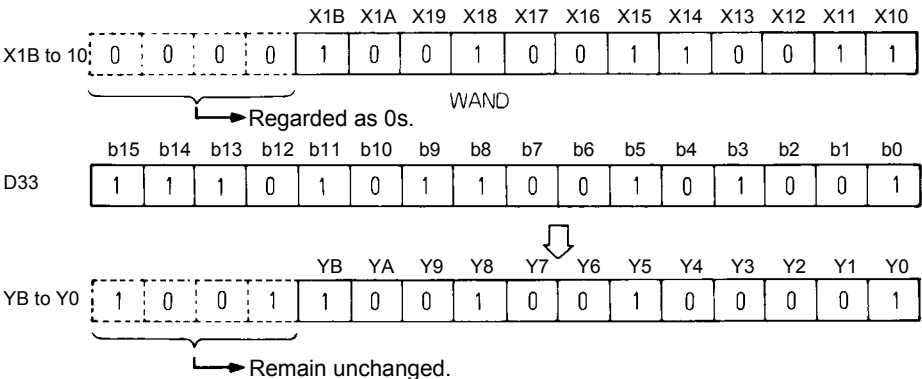 X1B X1A X19 X18 X17 X16 X15 X14 X13 X12 X11 X10
X1B to 10 0 0 0 0 1 0 0 1 0 0 1 1 0 0 1 1
WAND
Regarded as 0s.
b15 b14 b13 b12 b11 b10 b9 b8 b7 b6 b5 b4 b3 b2 b1 b0
D33 1 1 1 0 1 0 1 1 0 0 1 0 1 0 0 1
YB YA Y9 Y8 Y7 Y6 Y5 Y4 Y3 Y2 Y1 Y0
YB to Y0 1 0 0 1 1 0 0 1 0 0 1 0 0 0 0 1
Remain unchanged.